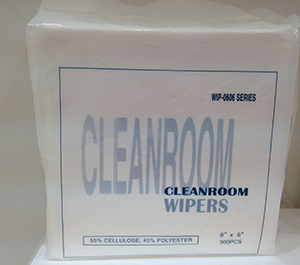 WIP-0606 SERIES
CLEANROOM
CLEANROOM
WIPERS
55% CELLULOSE, 45% POLYESTER
6" x 6"
300PCS